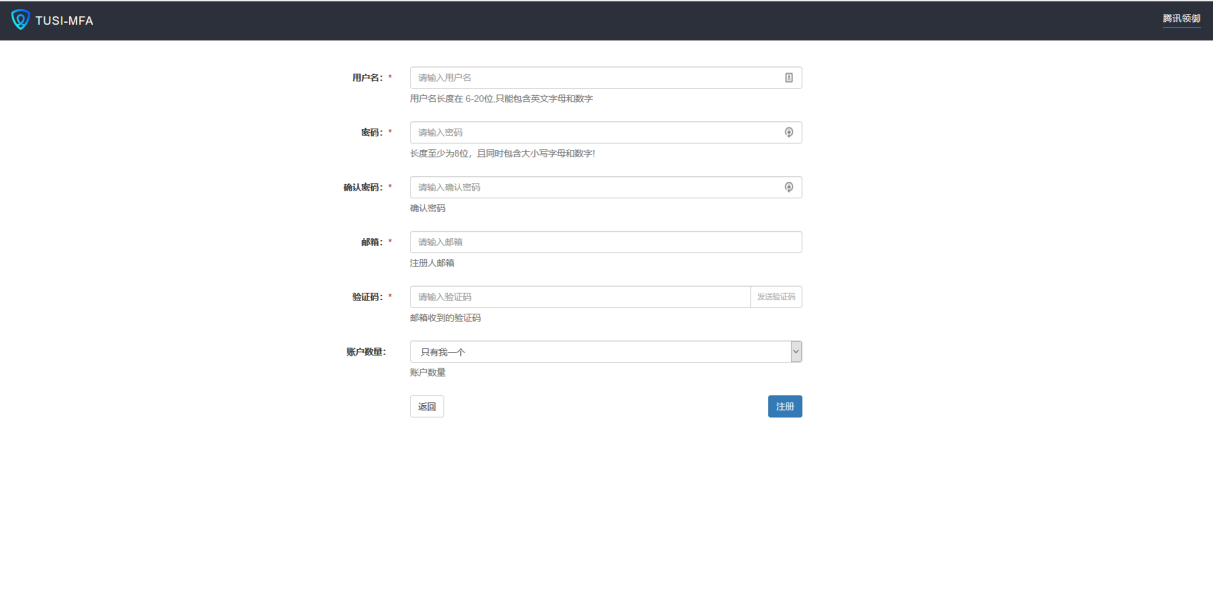 TUSI-MFA
腾讯领御
用户名：*
请输入用户名
用户名长度在 6-20位,只能包含英文字母和数字
密码：*
请输入密码
长度至少为8位，且同时包含大小写字母和数字!
确认密码：*
请输入确认密码
确认密码
邮箱：*
请输入邮箱
注册人邮箱
验证码：*
请输入验证码
发送验证码
邮箱收到的验证码
账户数量：
只有我一个
账户数量
返回
注册